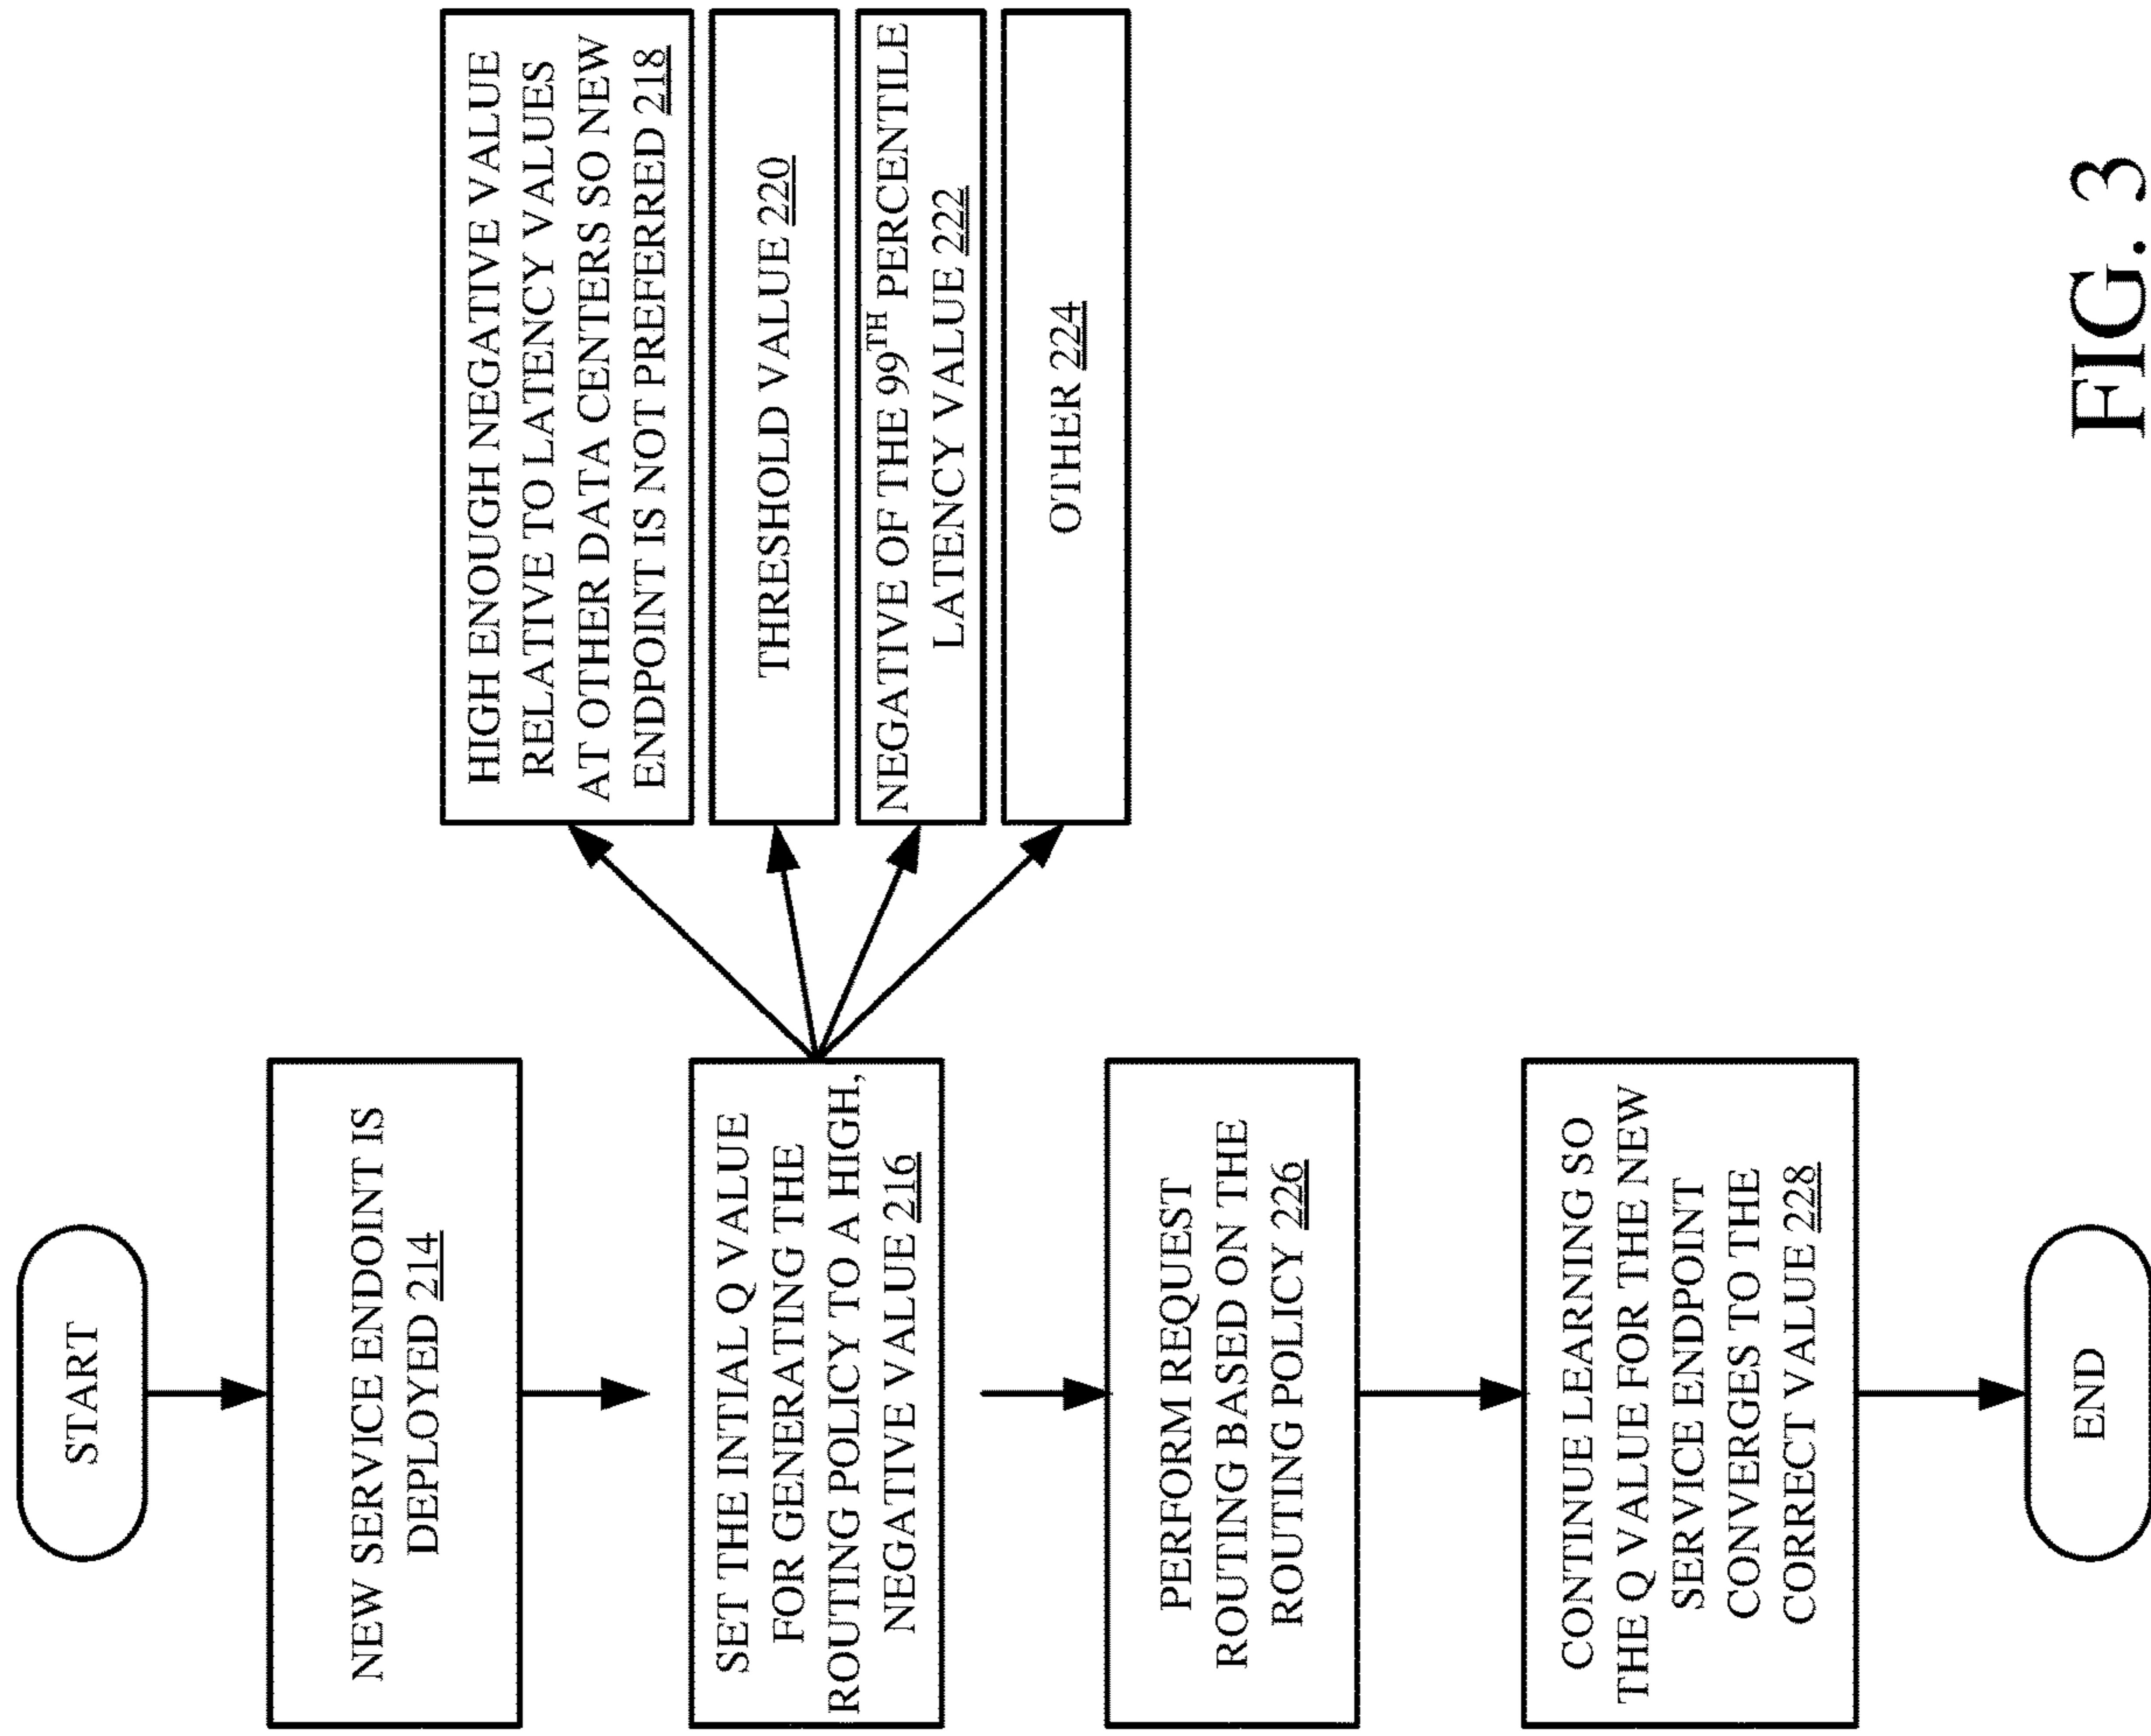 START
NEW SERVICE ENDOINT IS
DEPLOYED 214
SET THE INTIAL Q VALUE
FOR GENERATING THE
ROUTING POLICY TO A HIGH,
NEGATIVE VALUE 216
HIGH ENOUGH NEGATIVE VALUE
RELATIVE TO LATENCY VALUES
AT OTHER DATA CENTERS SO NEW
ENDPOINT IS NOT PREFERRED 218
THRESHOLD VALUE 220
NEGATIVE OF THE 99TH PERCENTILE
LATENCY VALUE 222
OTHER 224
PERFORM REQUEST
ROUTING BASED ON THE
ROUTING POLICY 226
CONTINUE LEARNING SO
THE Q VALUE FOR THE NEW
SERVICE ENDPOINT
CONVERGES TO THE
CORRECT VALUE 228
END
FIG. 3